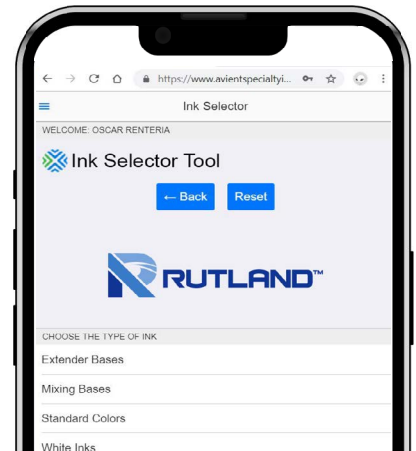 https://www.avientspecialtyi...
Ink Selector
WELCOME: OSCAR RENTERIA
Ink Selector Tool
← Back Reset
RUTLAND™
CHOOSE THE TYPE OF INK
Extender Bases
Mixing Bases
Standard Colors
White Inks